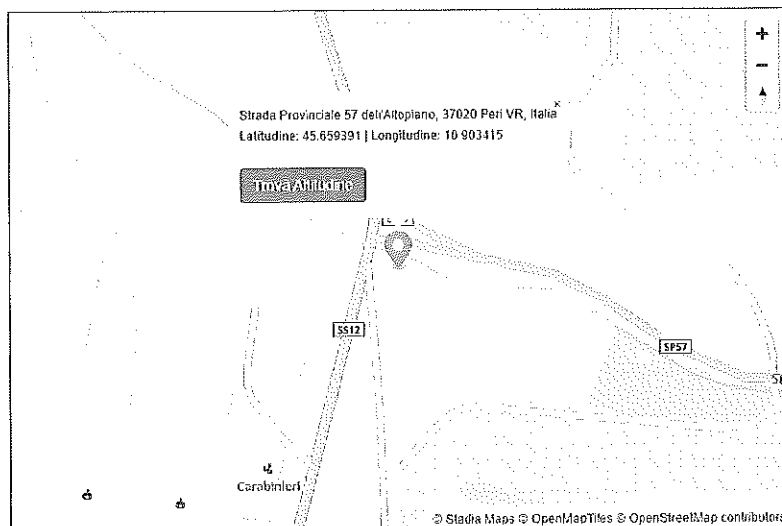 +
−
×
Strada Provinciale 57 dell'Altopiano, 37020 Peri VR, Italia
Latitudine: 45.659391 | Longitudine: 10.903415
Trova Altitudine
SS12
SP57
Carabinieri
© Stadia Maps © OpenMapTiles © OpenStreetMap contributors